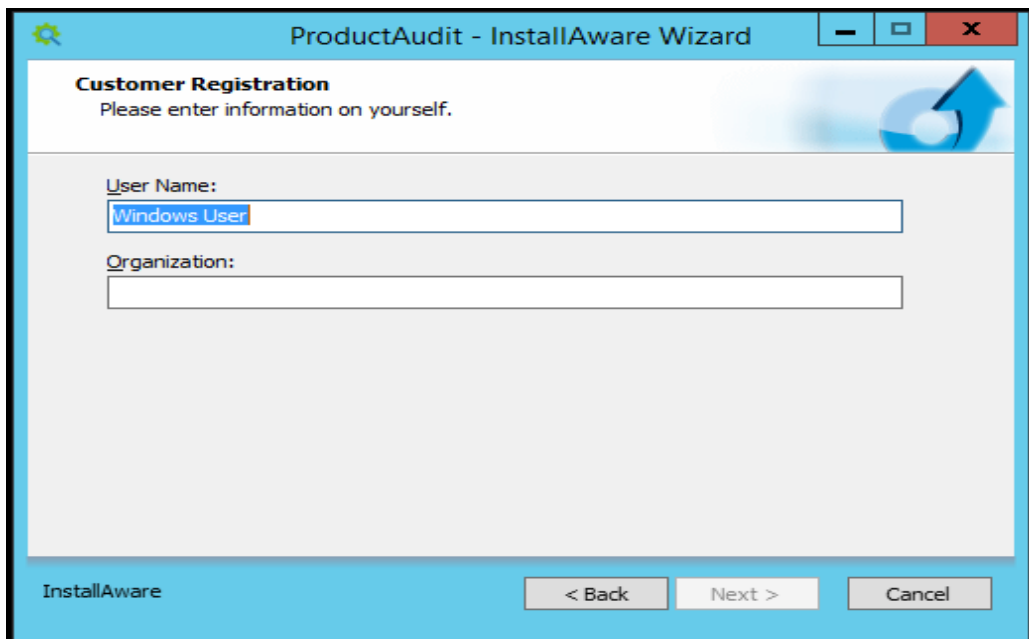 ProductAudit - InstallAware Wizard
Customer Registration
Please enter information on yourself.
User Name:
Windows User
Organization:
InstallAware
< Back
Next >
Cancel